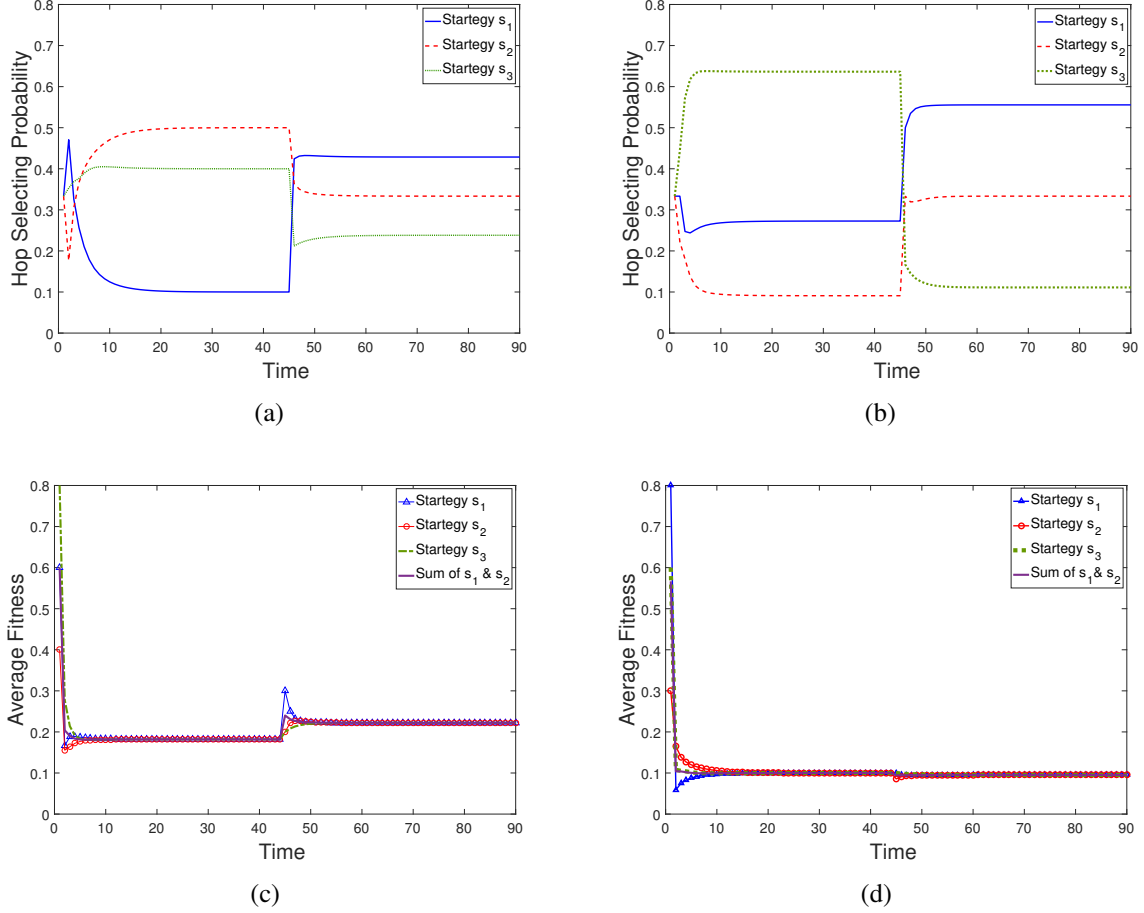 0.8
0.7
0.6
0.5
0.4
0.3
0.2
0.1
0
Hop Selecting Probability
0 10 20 30 40 50 60 70 80 90
Time
Startegy s1
Startegy s2
Startegy s3
(a)
0.8
0.7
0.6
0.5
0.4
0.3
0.2
0.1
0
Hop Selecting Probability
0 10 20 30 40 50 60 70 80 90
Time
Startegy s1
Startegy s2
Startegy s3
(b)
0.8
0.7
0.6
0.5
0.4
0.3
0.2
0.1
0
Average Fitness
0 10 20 30 40 50 60 70 80 90
Time
Startegy s1
Startegy s2
Startegy s3
Sum of s1 & s2
(c)
0.8
0.7
0.6
0.5
0.4
0.3
0.2
0.1
0
Average Fitness
0 10 20 30 40 50 60 70 80 90
Time
Startegy s1
Startegy s2
Startegy s3
Sum of s1& s2
(d)